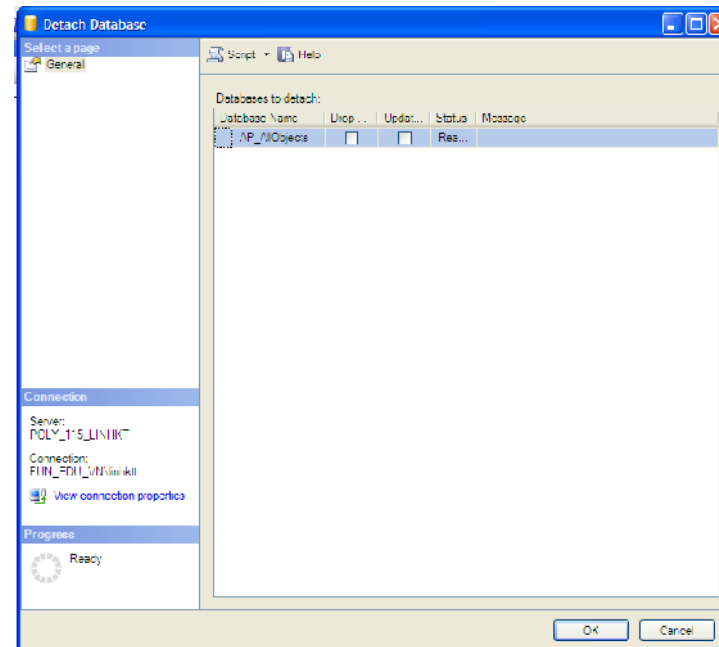 Detach Database
Select a page
General
Script Help
Databases to detach:
Database Name Drop ... Updat... Status Message
AP_AllObjects Rea...
Connection
Server:
POLY_115_LINHKT
Connection:
View connection properties
Progress
Ready
OK Cancel